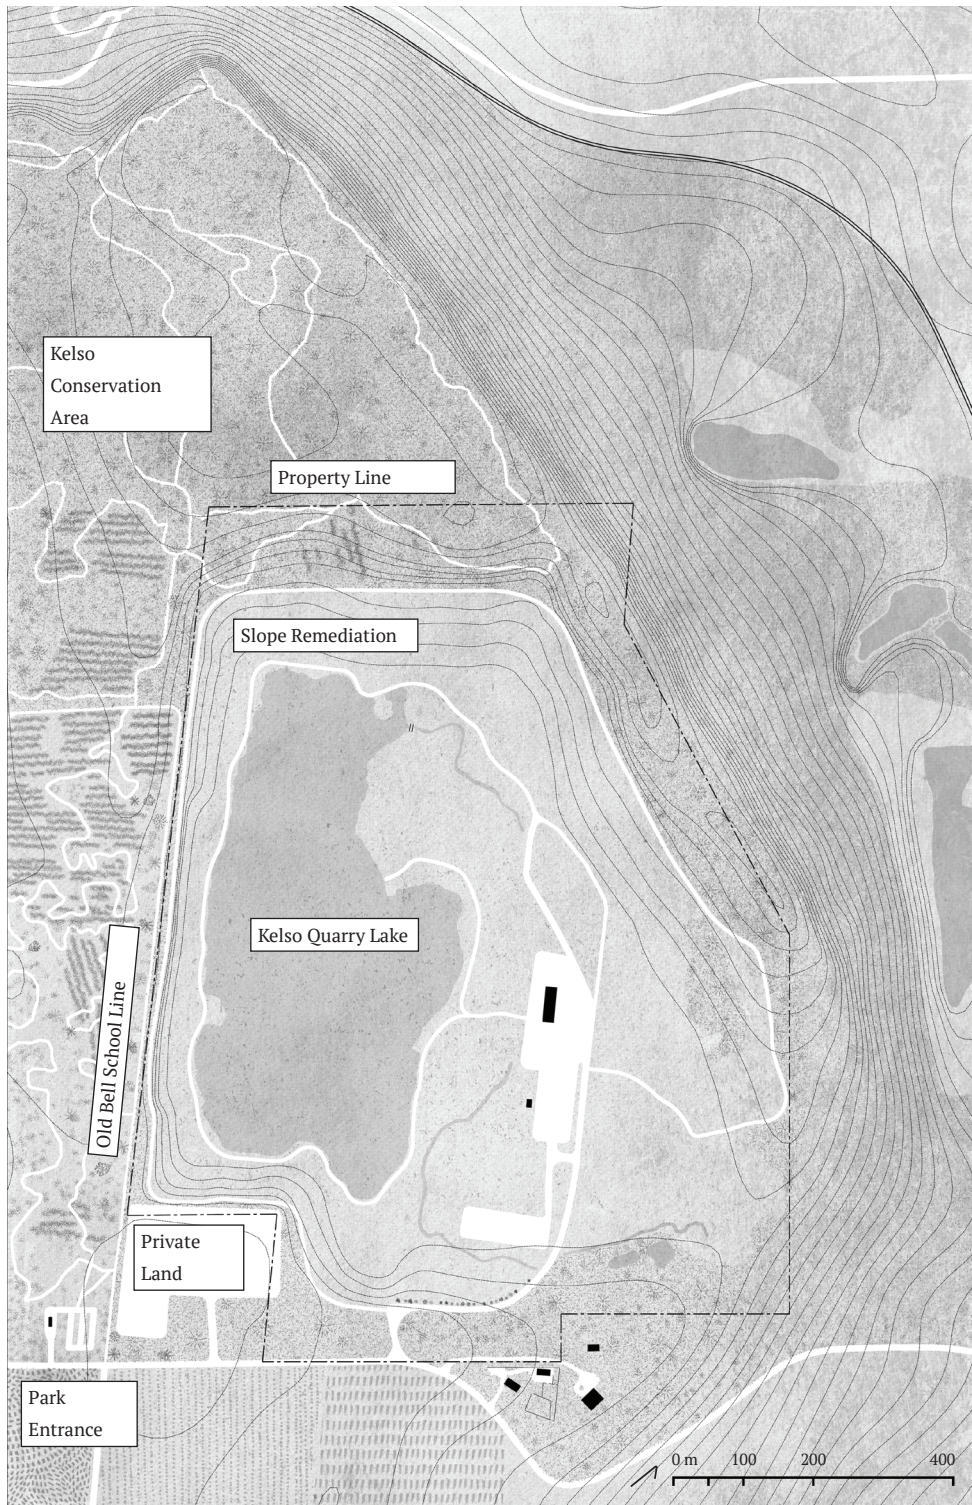 Kelso
Conservation
Area
Property Line
Slope Remediation
Kelso Quarry Lake
Old Bell School Line
Private
Land
Park
Entrance
0 m 100 200 400